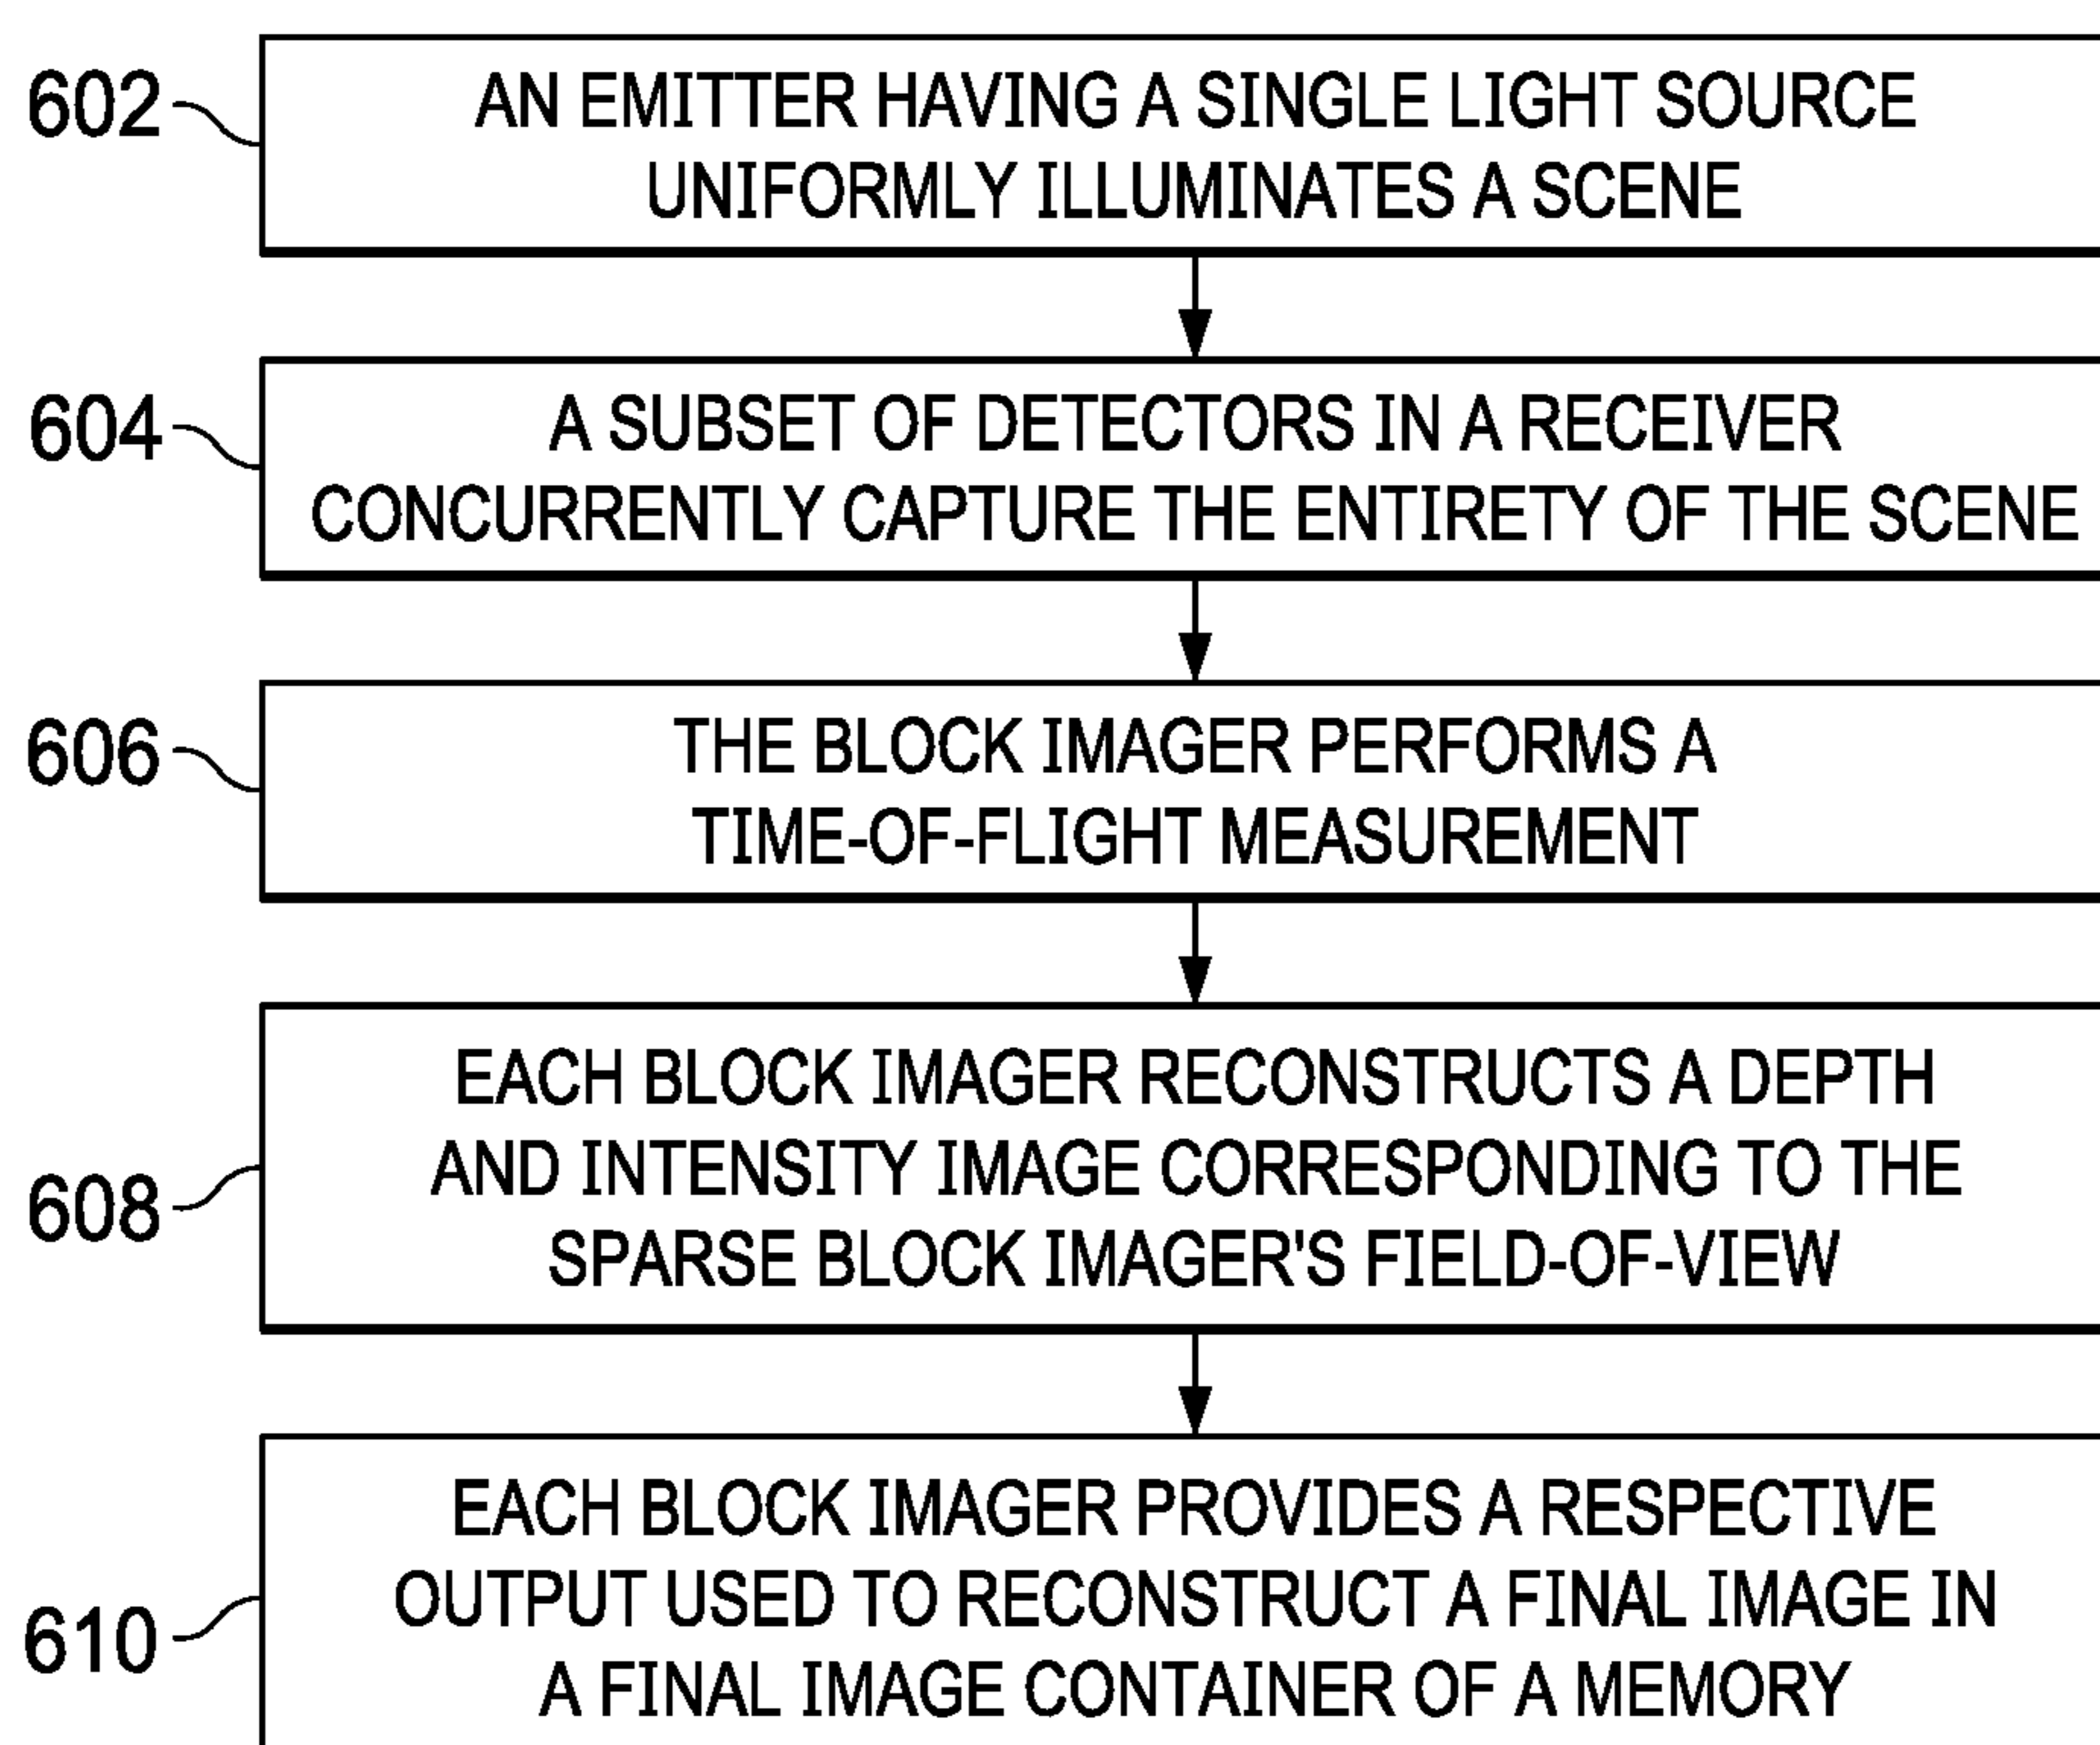 602
AN EMITTER HAVING A SINGLE LIGHT SOURCE
UNIFORMLY ILLUMINATES A SCENE
604
A SUBSET OF DETECTORS IN A RECEIVER
CONCURRENTLY CAPTURE THE ENTIRETY OF THE SCENE
606
THE BLOCK IMAGER PERFORMS A
TIME-OF-FLIGHT MEASUREMENT
608
EACH BLOCK IMAGER RECONSTRUCTS A DEPTH
AND INTENSITY IMAGE CORRESPONDING TO THE
SPARSE BLOCK IMAGER'S FIELD-OF-VIEW
610
EACH BLOCK IMAGER PROVIDES A RESPECTIVE
OUTPUT USED TO RECONSTRUCT A FINAL IMAGE IN
A FINAL IMAGE CONTAINER OF A MEMORY